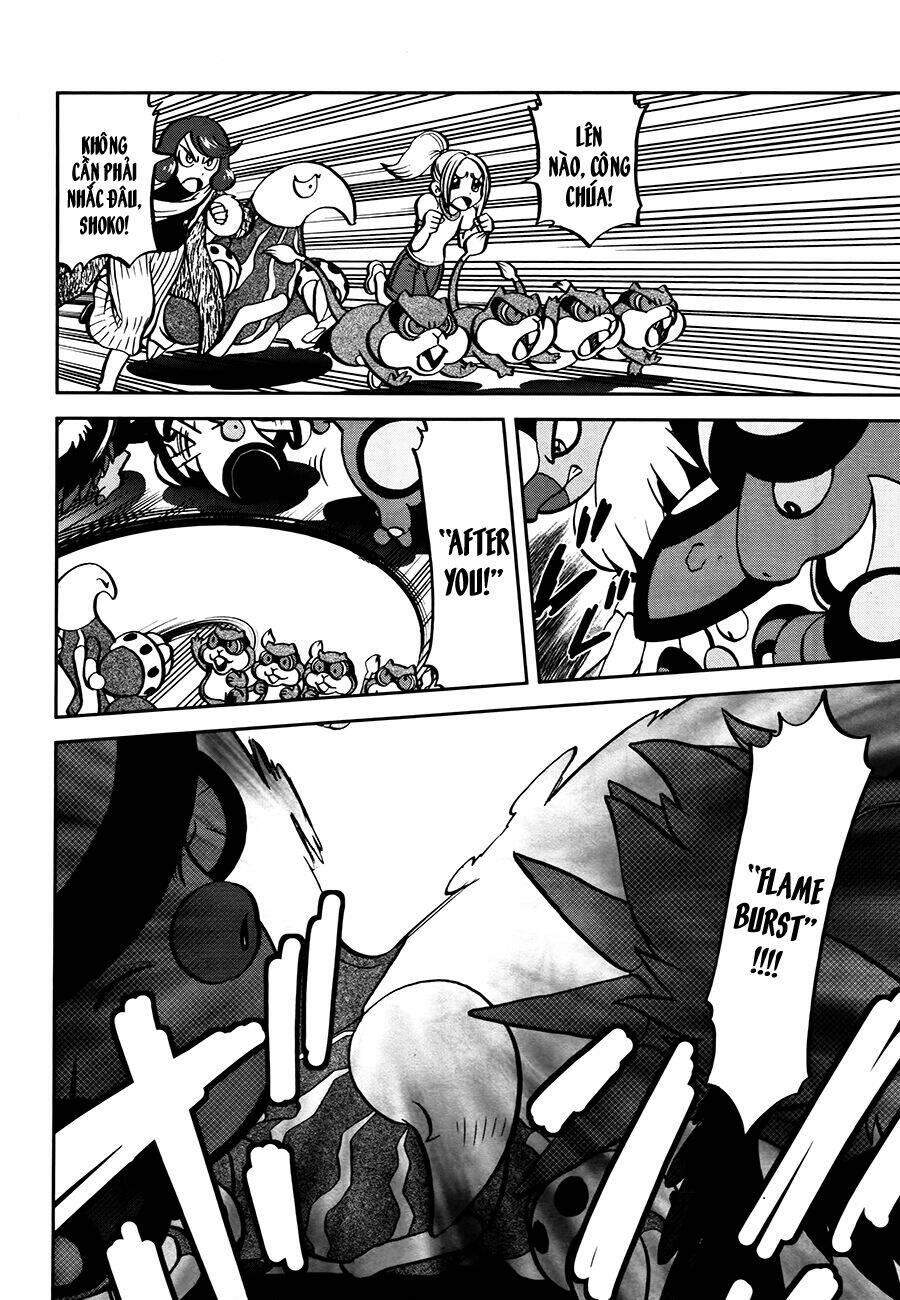 LÊN
NÀO, CÔNG
CHÚA!
KHÔNG
CẦN PHẢI
NHẮC ĐÂU,
SHOKO!
"AFTER
YOU!"
"FLAME
BURST"
!!!!